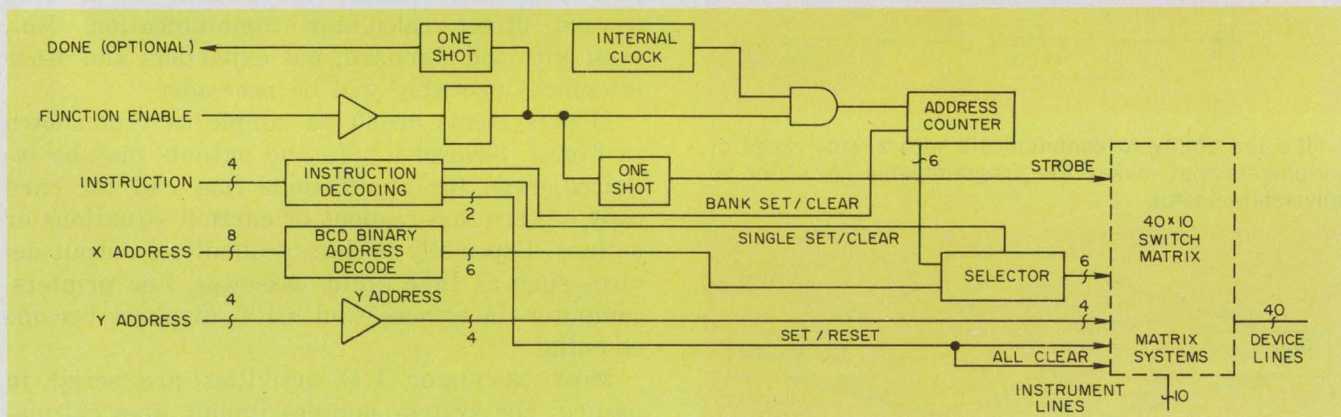 DONE (OPTIONAL)
ONE
SHOT
INTERNAL
CLOCK
FUNCTION ENABLE
ADDRESS
COUNTER
6
ONE
SHOT
STROBE
INSTRUCTION
4
INSTRUCTION
DECODING
2
BANK SET/CLEAR
SINGLE SET/CLEAR
40×10
SWITCH
MATRIX
X ADDRESS
8
BCD BINARY
ADDRESS
DECODE
6
SELECTOR
6
Y ADDRESS
4
Y ADDRESS
4
4
SET / RESET
ALL CLEAR
MATRIX
SYSTEMS
40
DEVICE
LINES
INSTRUMENT
LINES
10